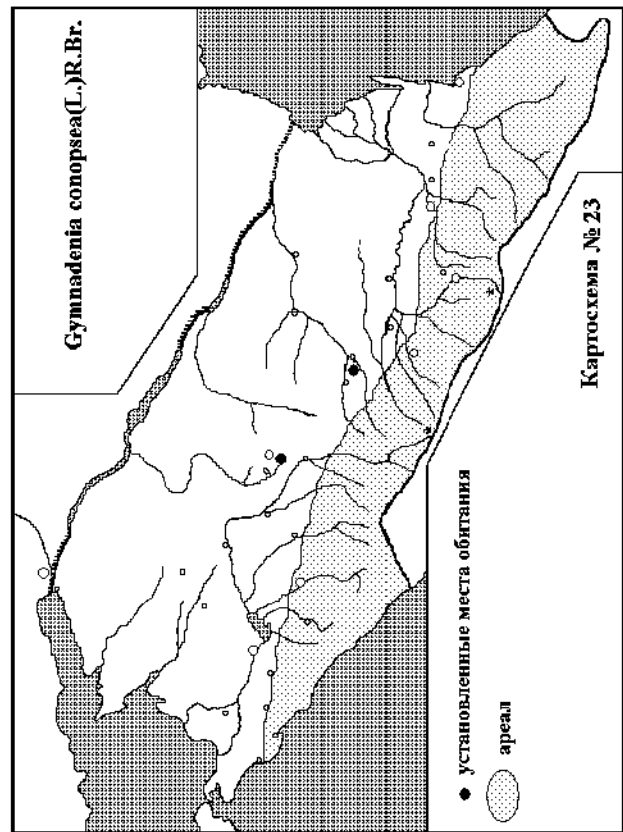 Gymnadenia conopsea(L.)R.Br.
Картосхема № 23
установленные места обитания
ареал